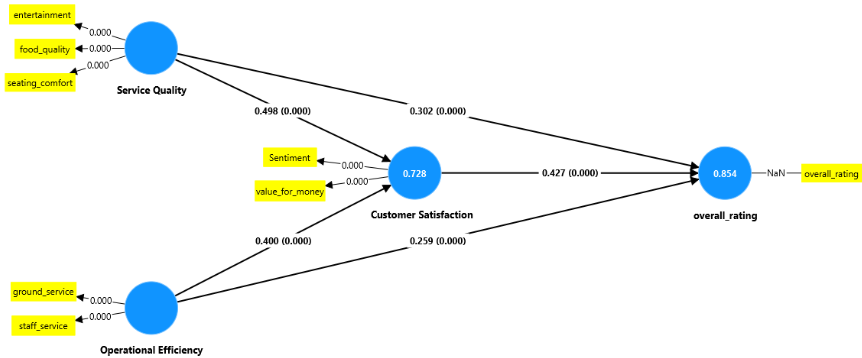 entertainment
0.000
food_quality
0.000
seating_comfort
0.000
Service Quality
0.498 (0.000)
0.302 (0.000)
Sentiment
0.000
value_for_money
0.000
0.728
Customer Satisfaction
0.427 (0.000)
0.854
overall_rating
NaN
overall_rating
0.400 (0.000)
0.259 (0.000)
ground_service
0.000
staff_service
0.000
Operational Efficiency